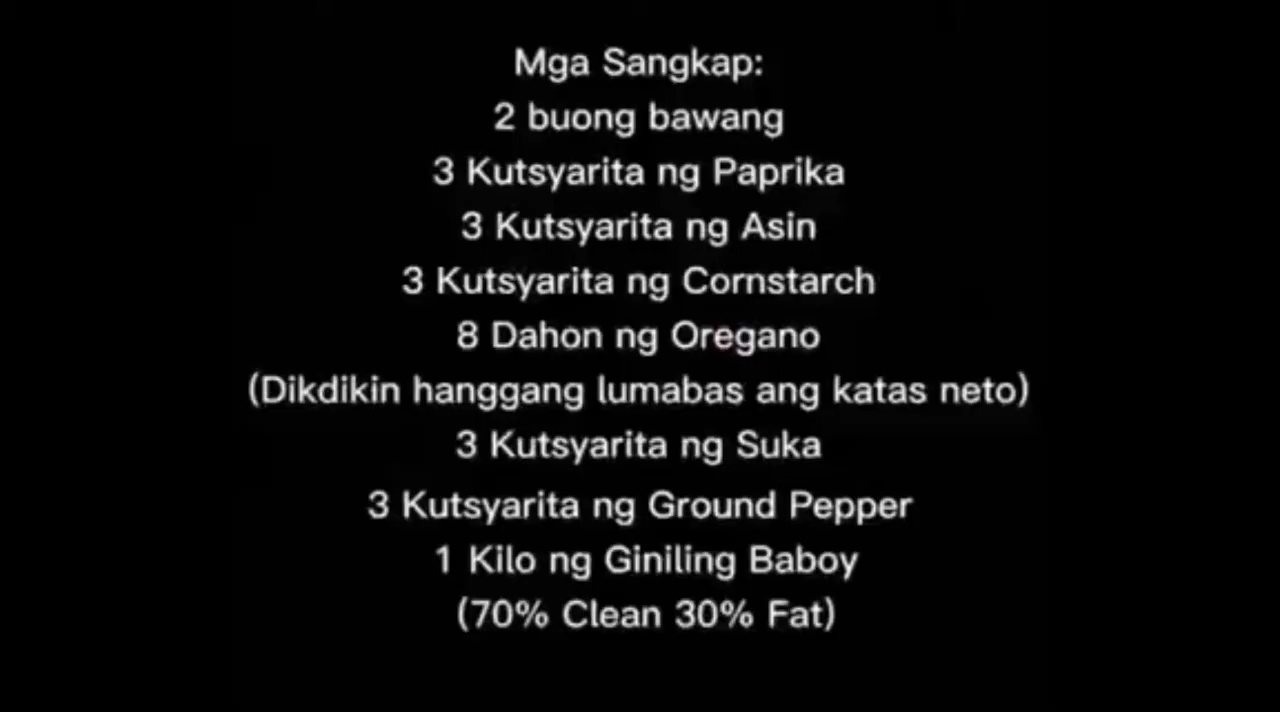 Mga Sangkap:
2 buong bawang
3 Kutsyarita ng Paprika
3 Kutsyarita ng Asin
3 Kutsyarita ng Cornstarch
8 Dahon ng Oregano
(Dikdikin hanggang lumabas ang katas neto)
3 Kutsyarita ng Suka
3 Kutsyarita ng Ground Pepper
1 Kilo ng Giniling Baboy
(70% Clean 30% Fat)